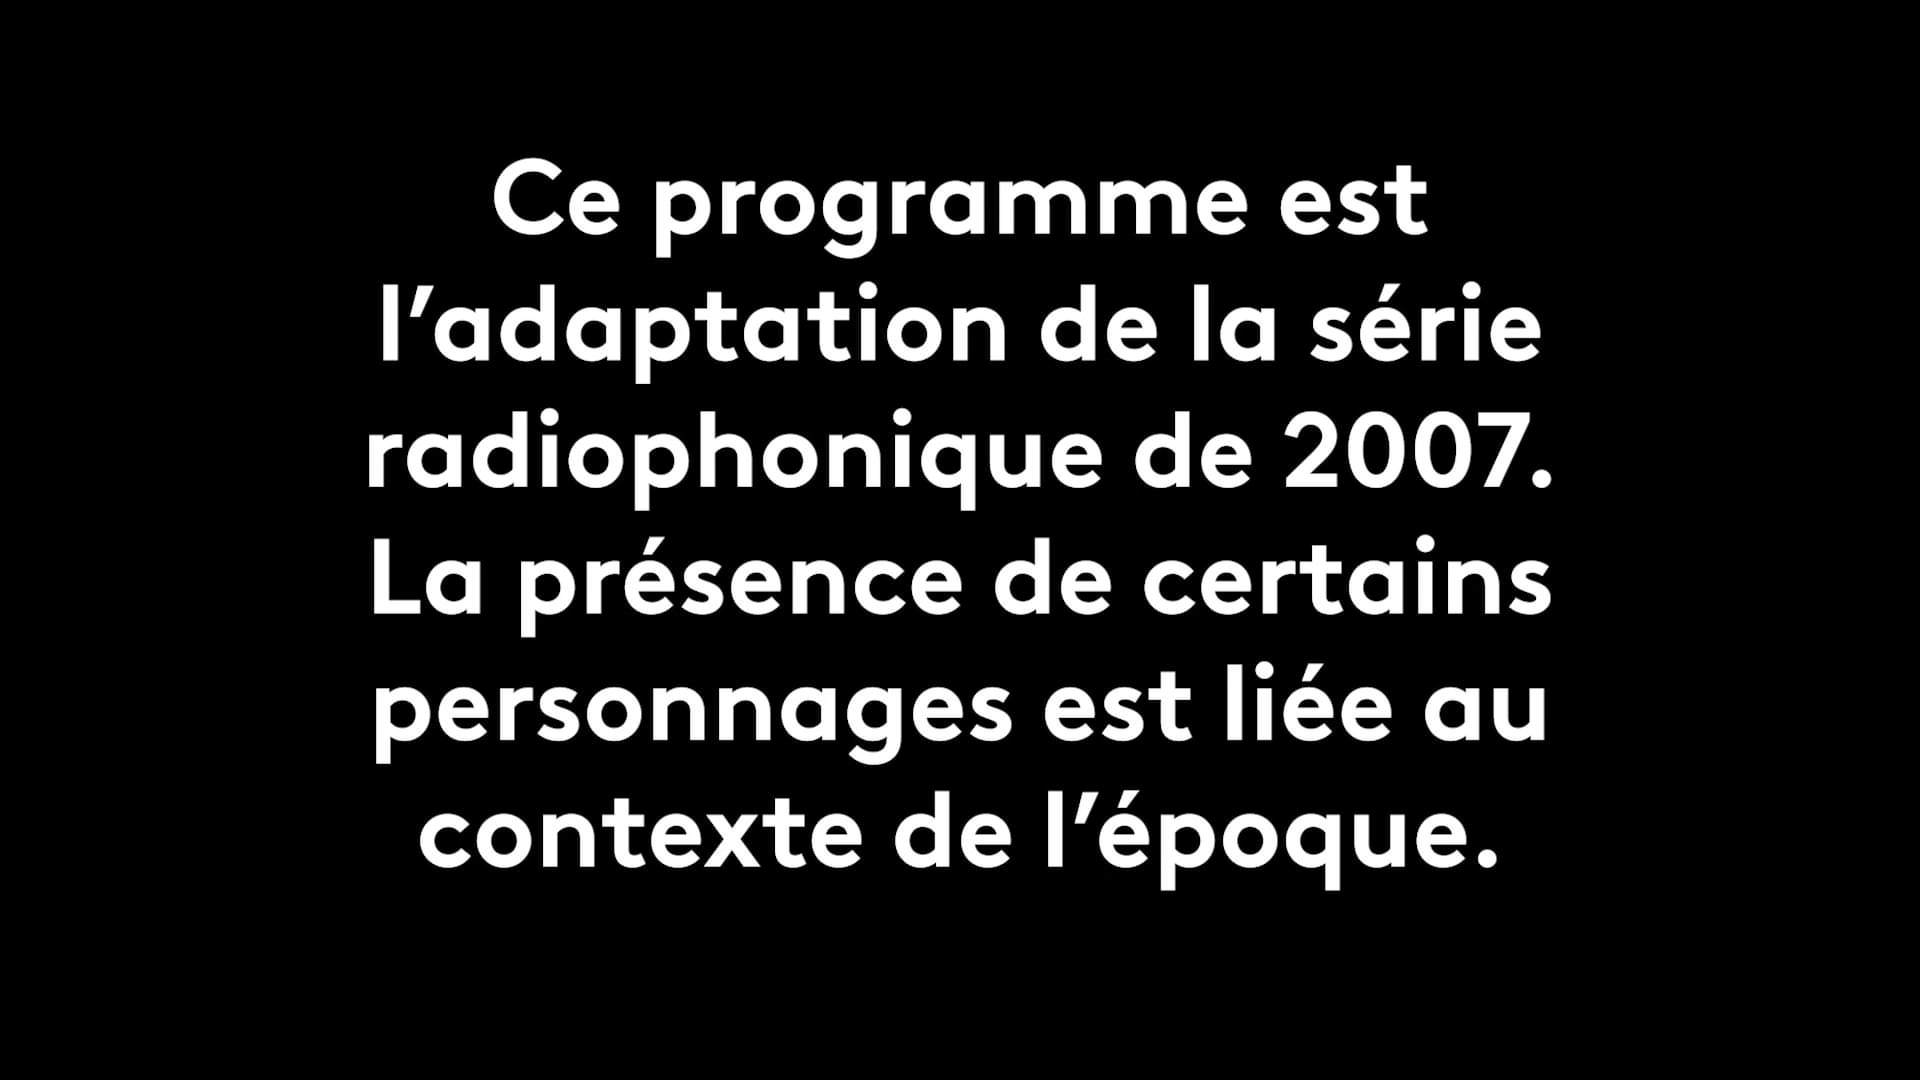 Ce programme est
l’adaptation de la série
radiophonique de 2007.
La présence de certains
personnages est liée au
contexte de l’époque.